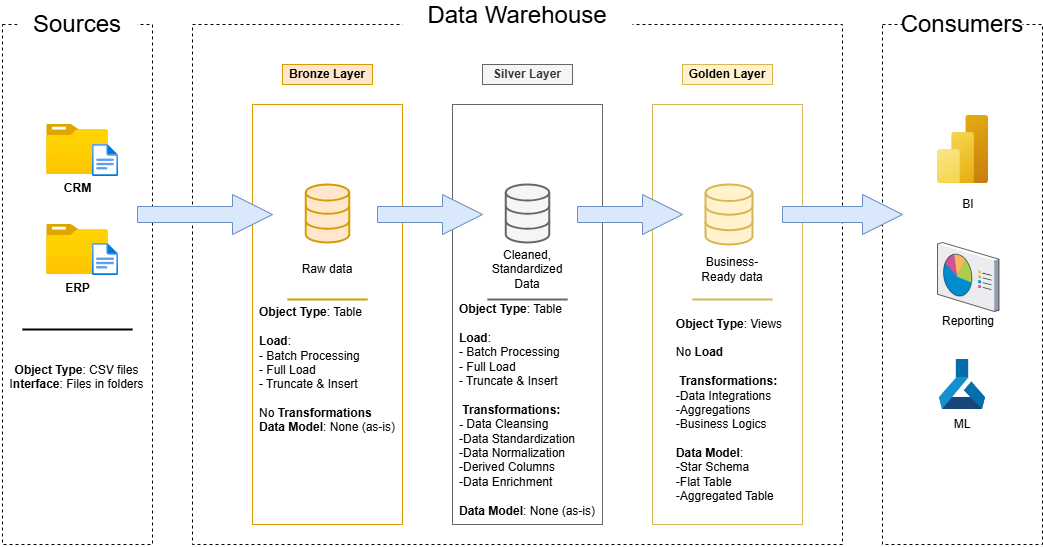 Sources
Data Warehouse
Consumers
Bronze Layer
Silver Layer
Golden Layer
CRM
ERP
Object Type: CSV files
Interface: Files in folders
Raw data
Object Type: Table
Load:
- Batch Processing
- Full Load
- Truncate & Insert
No Transformations
Data Model: None (as-is)
Cleaned,
Standardized
Data
Object Type: Table
Load:
- Batch Processing
- Full Load
- Truncate & Insert
Transformations:
- Data Cleansing
-Data Standardization
-Data Normalization
-Derived Columns
-Data Enrichment
Data Model: None (as-is)
Business-
Ready data
Object Type: Views
No Load
Transformations:
-Data Integrations
-Aggregations
-Business Logics
Data Model:
-Star Schema
-Flat Table
-Aggregated Table
BI
Reporting
ML